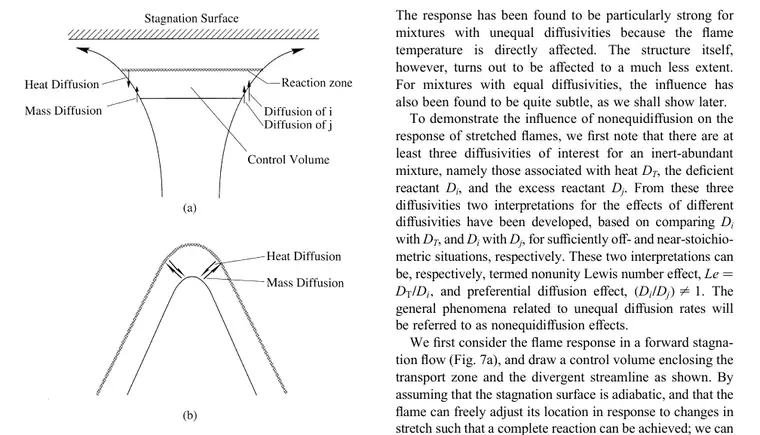 Stagnation Surface
Heat Diffusion
Reaction zone
Mass Diffusion
Diffusion of i
Diffusion of j
Control Volume
(a)
Heat Diffusion
Mass Diffusion
(b)
The response has been found to be particularly strong for
mixtures with unequal diffusivities because the flame
temperature is directly affected. The structure itself,
however, turns out to be affected to a much less extent.
For mixtures with equal diffusivities, the influence has
also been found to be quite subtle, as we shall show later.
To demonstrate the influence of nonequidiffusion on the
response of stretched flames, we first note that there are at
least three diffusivities of interest for an inert-abundant
mixture, namely those associated with heat D_T, the deficient
reactant D_i, and the excess reactant D_j. From these three
diffusivities two interpretations for the effects of different
diffusivities have been developed, based on comparing D_i
with D_T, and D_i with D_j, for sufficiently off- and near-stoichio-
metric situations, respectively. These two interpretations can
be, respectively, termed nonunity Lewis number effect, Le =
D_T/D_i, and preferential diffusion effect, (D_i/D_j) ≠ 1. The
general phenomena related to unequal diffusion rates will
be referred to as nonequidiffusion effects.
We first consider the flame response in a forward stagna-
tion flow (Fig. 7a), and draw a control volume enclosing the
transport zone and the divergent streamline as shown. By
assuming that the stagnation surface is adiabatic, and that the
flame can freely adjust its location in response to changes in
stretch such that a complete reaction can be achieved; we can